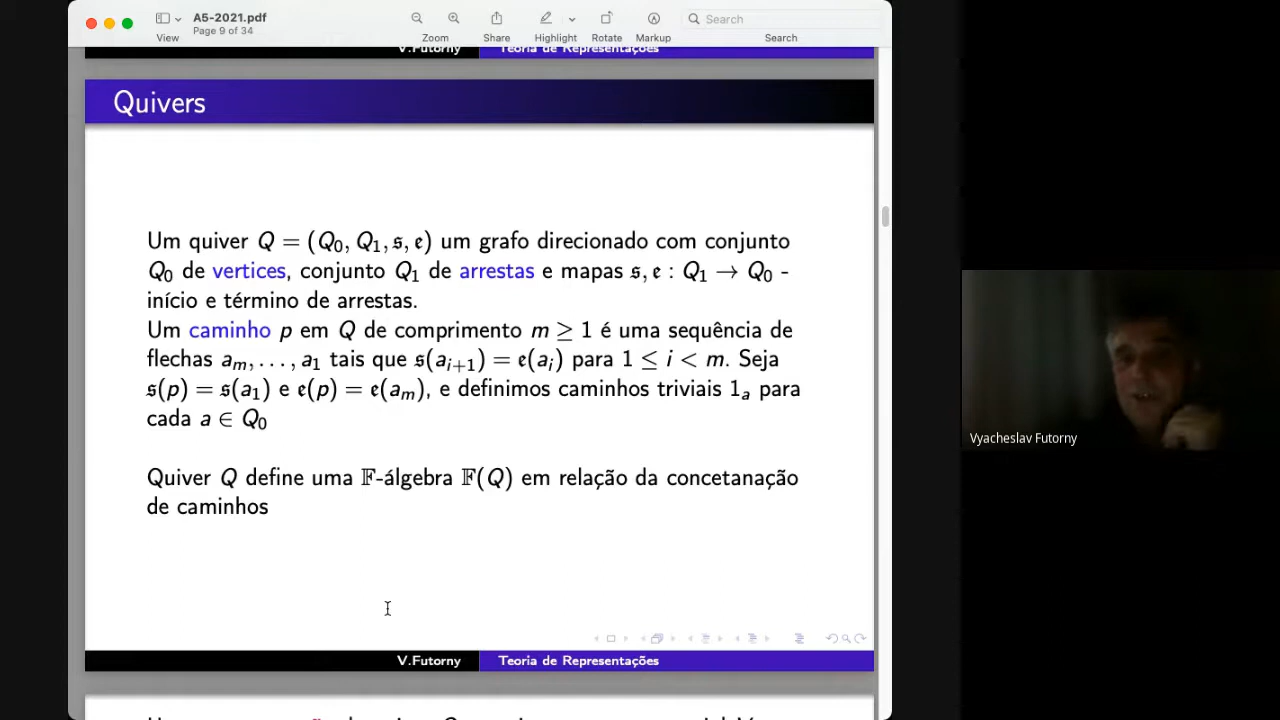 A5-2021.pdf
Page 9 of 34
View
Zoom
Share
Highlight
Rotate
Markup
Search
Search
V.Futorny Teoria de Representações
Quivers
Um quiver Q = (Q₀, Q₁, 𝔰, 𝔢) um grafo direcionado com conjunto
Q₀ de vertices, conjunto Q₁ de arrestas e mapas 𝔰, 𝔢 : Q₁ → Q₀ -
início e término de arrestas.
Um caminho p em Q de comprimento m ≥ 1 é uma sequência de
flechas aₘ, . . . , a₁ tais que 𝔰(aᵢ₊₁) = 𝔢(aᵢ) para 1 ≤ i < m. Seja
𝔰(p) = 𝔰(a₁) e 𝔢(p) = 𝔢(aₘ), e definimos caminhos triviais 1ₐ para
cada a ∈ Q₀
Quiver Q define uma 𝔽-álgebra 𝔽(Q) em relação da concetanação
de caminhos
V.Futorny Teoria de Representações
Vyacheslav Futorny